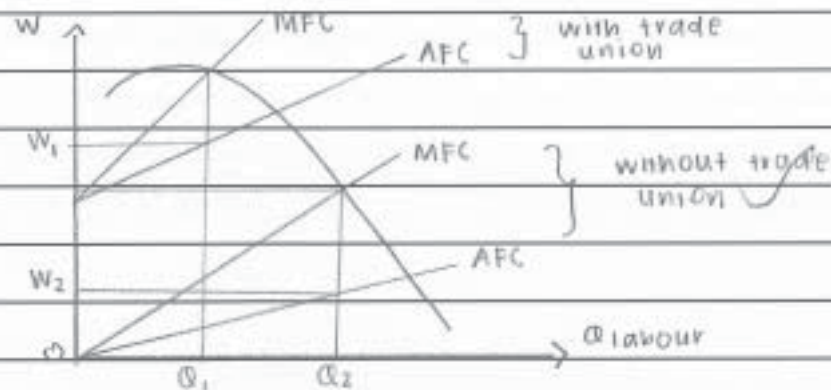 W
MFC
AFC
} with trade
union
W₁
MFC
} without trade
union
W₂
AFC
Q labour
Q₁
Q₂